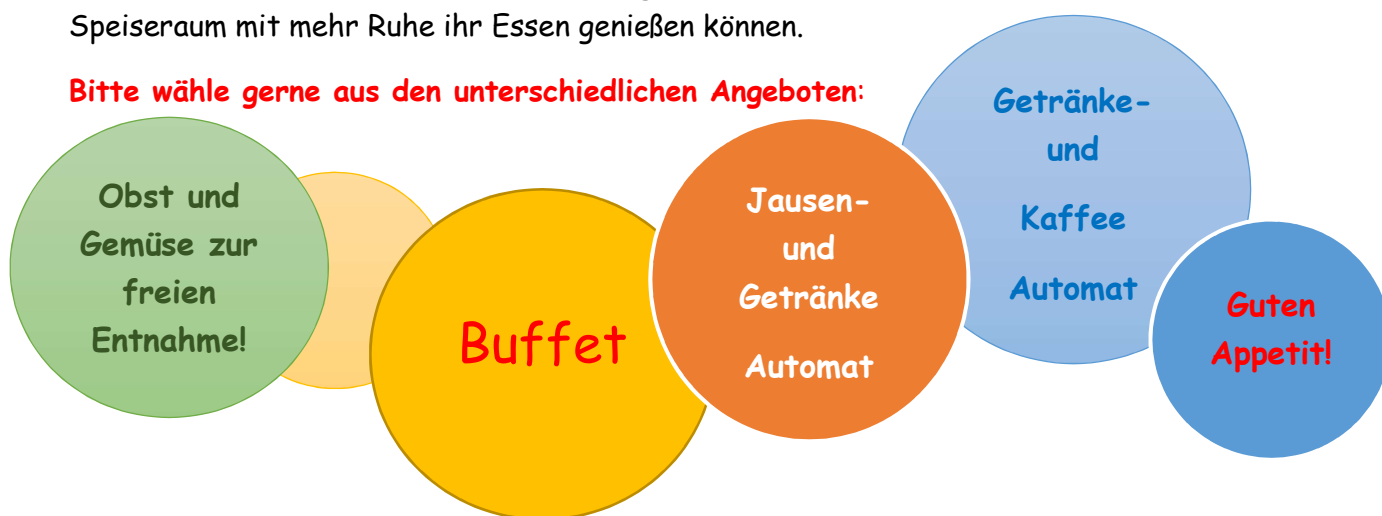 Speiseraum mit mehr Ruhe ihr Essen genießen können.
Bitte wähle gerne aus den unterschiedlichen Angeboten:
Obst und
Gemüse zur
freien
Entnahme!
Buffet
Jausen-
und
Getränke
Automat
Getränke-
und
Kaffee
Automat
Guten
Appetit!